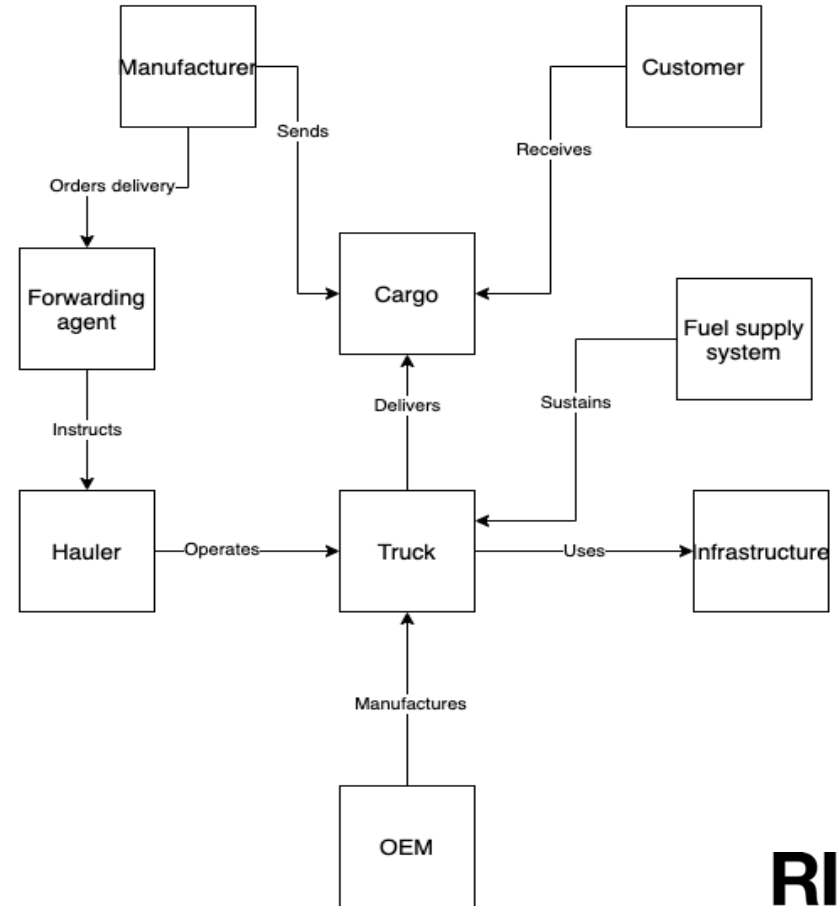 Manufacturer
Customer
Sends
Receives
Orders delivery
Forwarding
agent
Cargo
Fuel supply
system
Delivers
Sustains
Instructs
Hauler
Operates
Truck
Uses
Infrastructure
Manufactures
OEM
RI